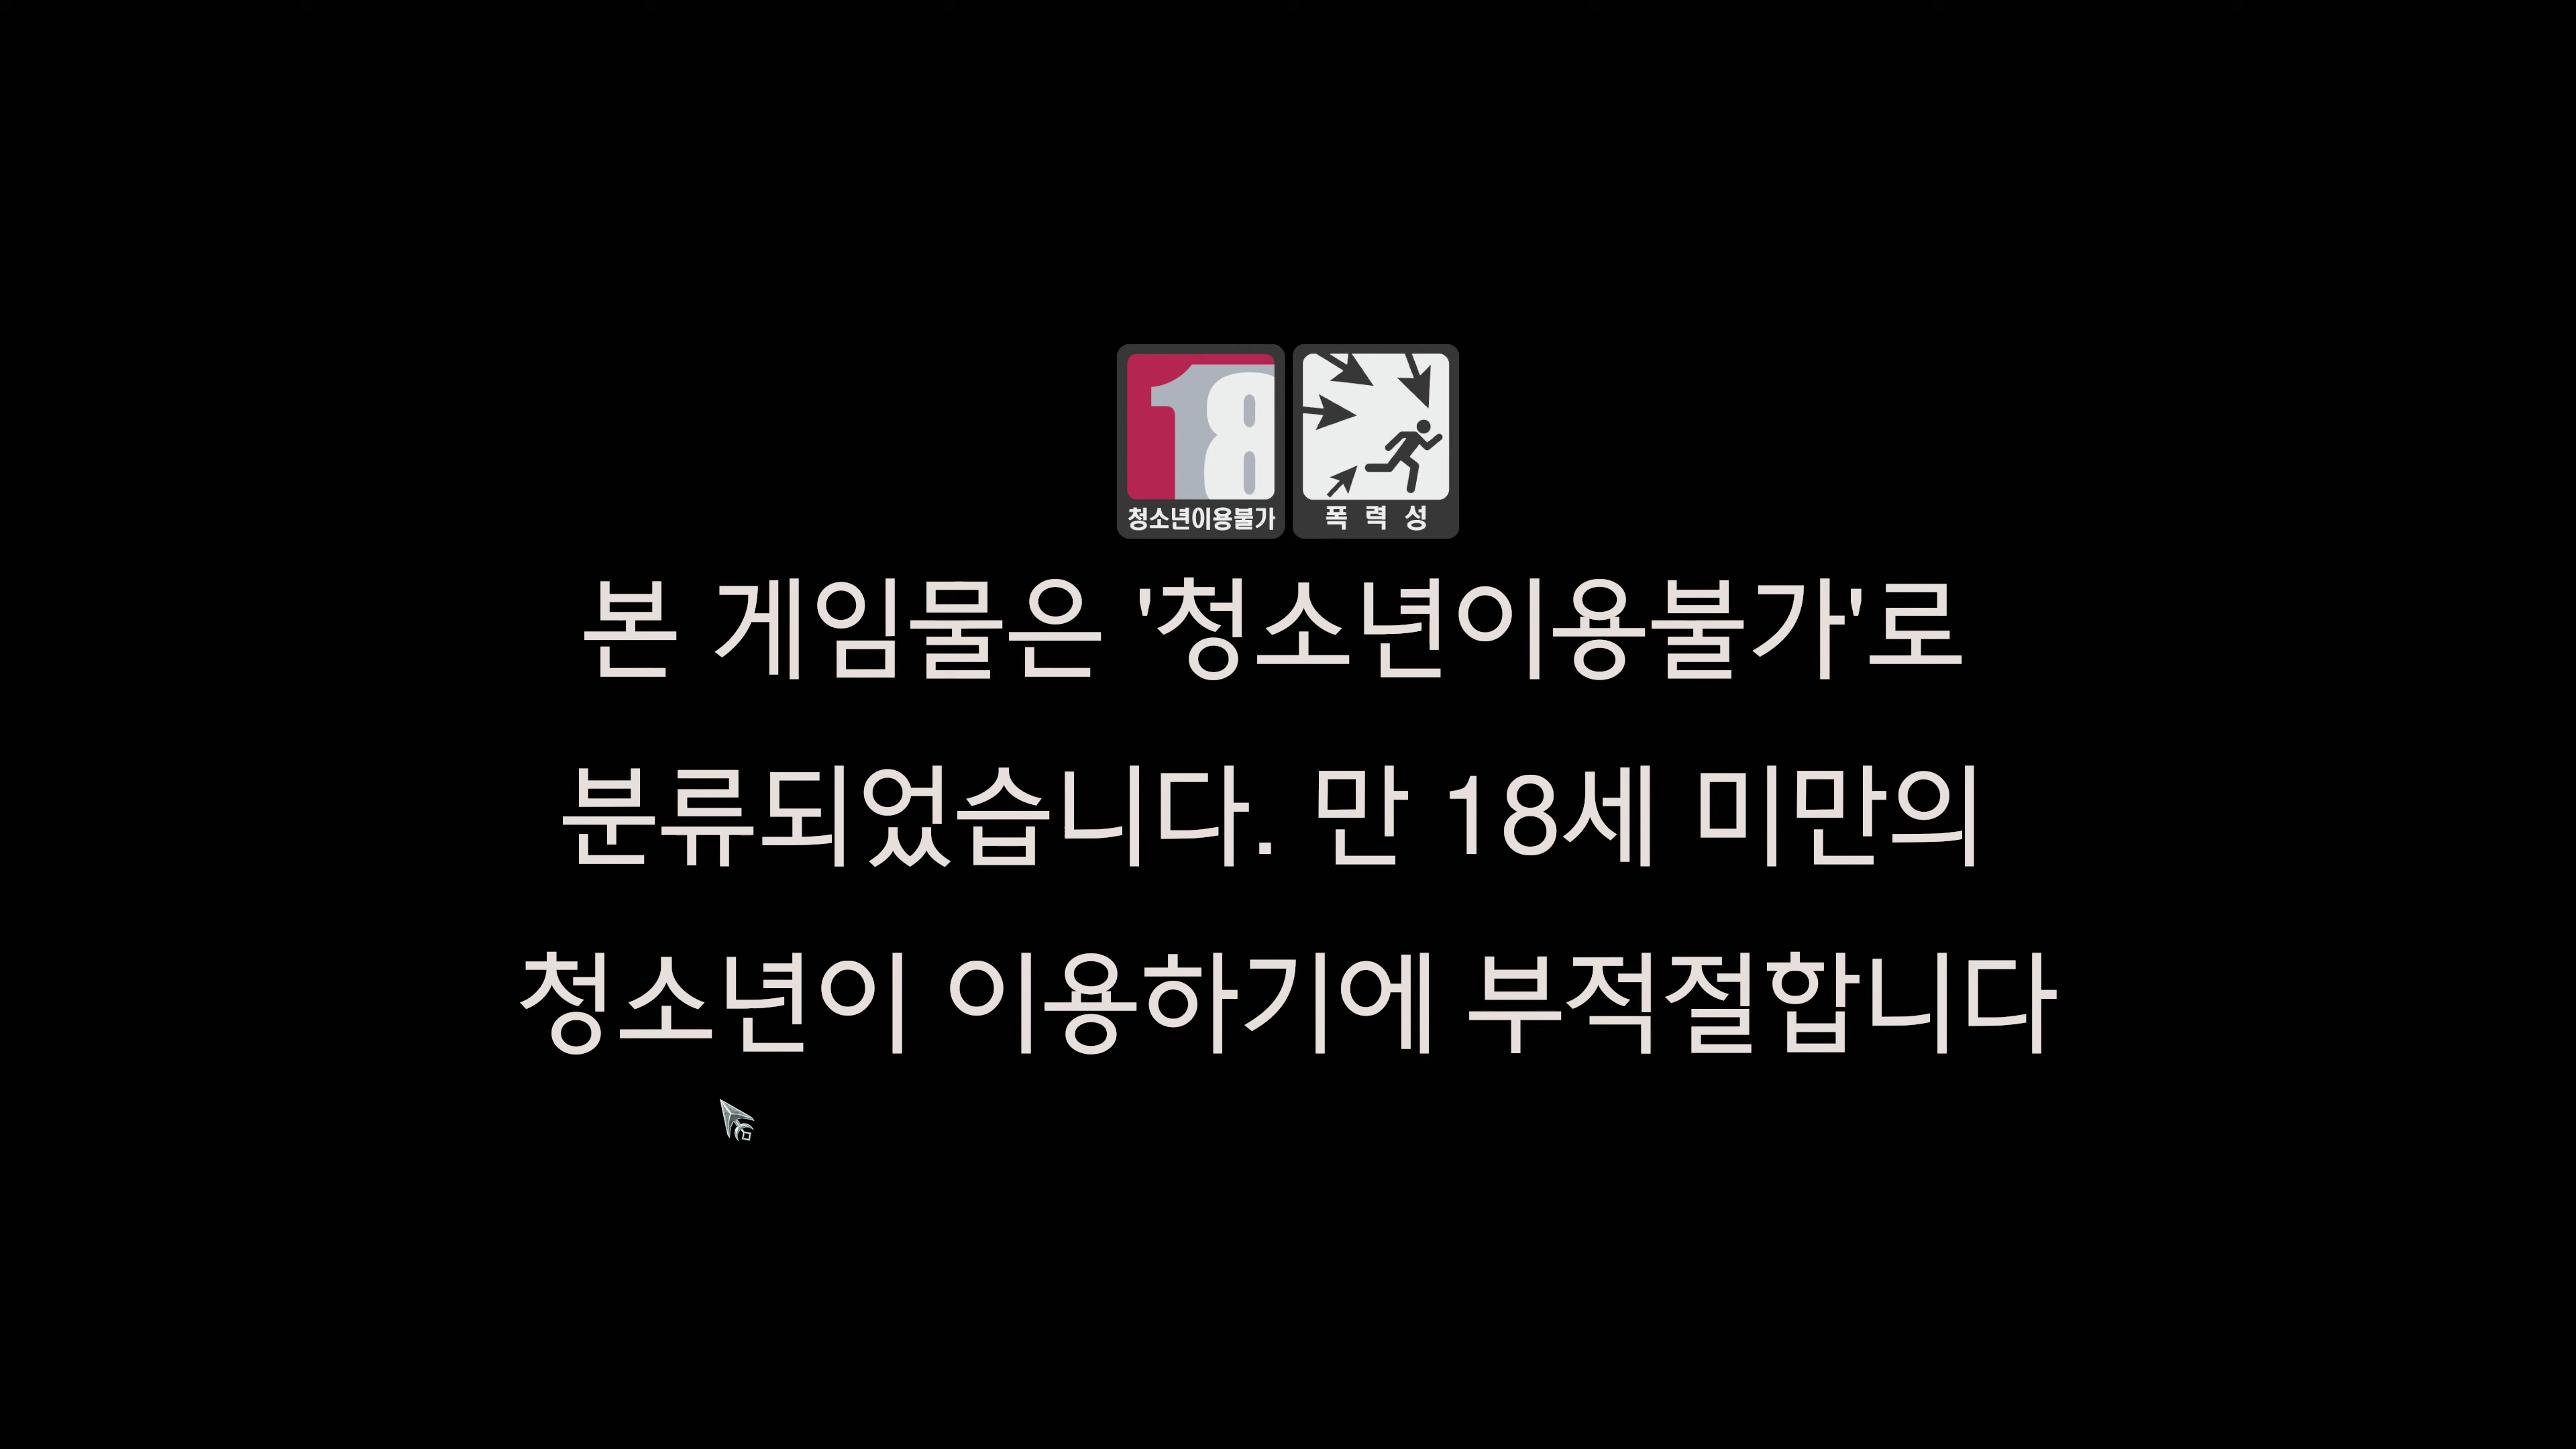 18
청소년이용불가
폭력성
본 게임물은 '청소년이용불가'로
분류되었습니다. 만 18세 미만의
청소년이 이용하기에 부적절합니다